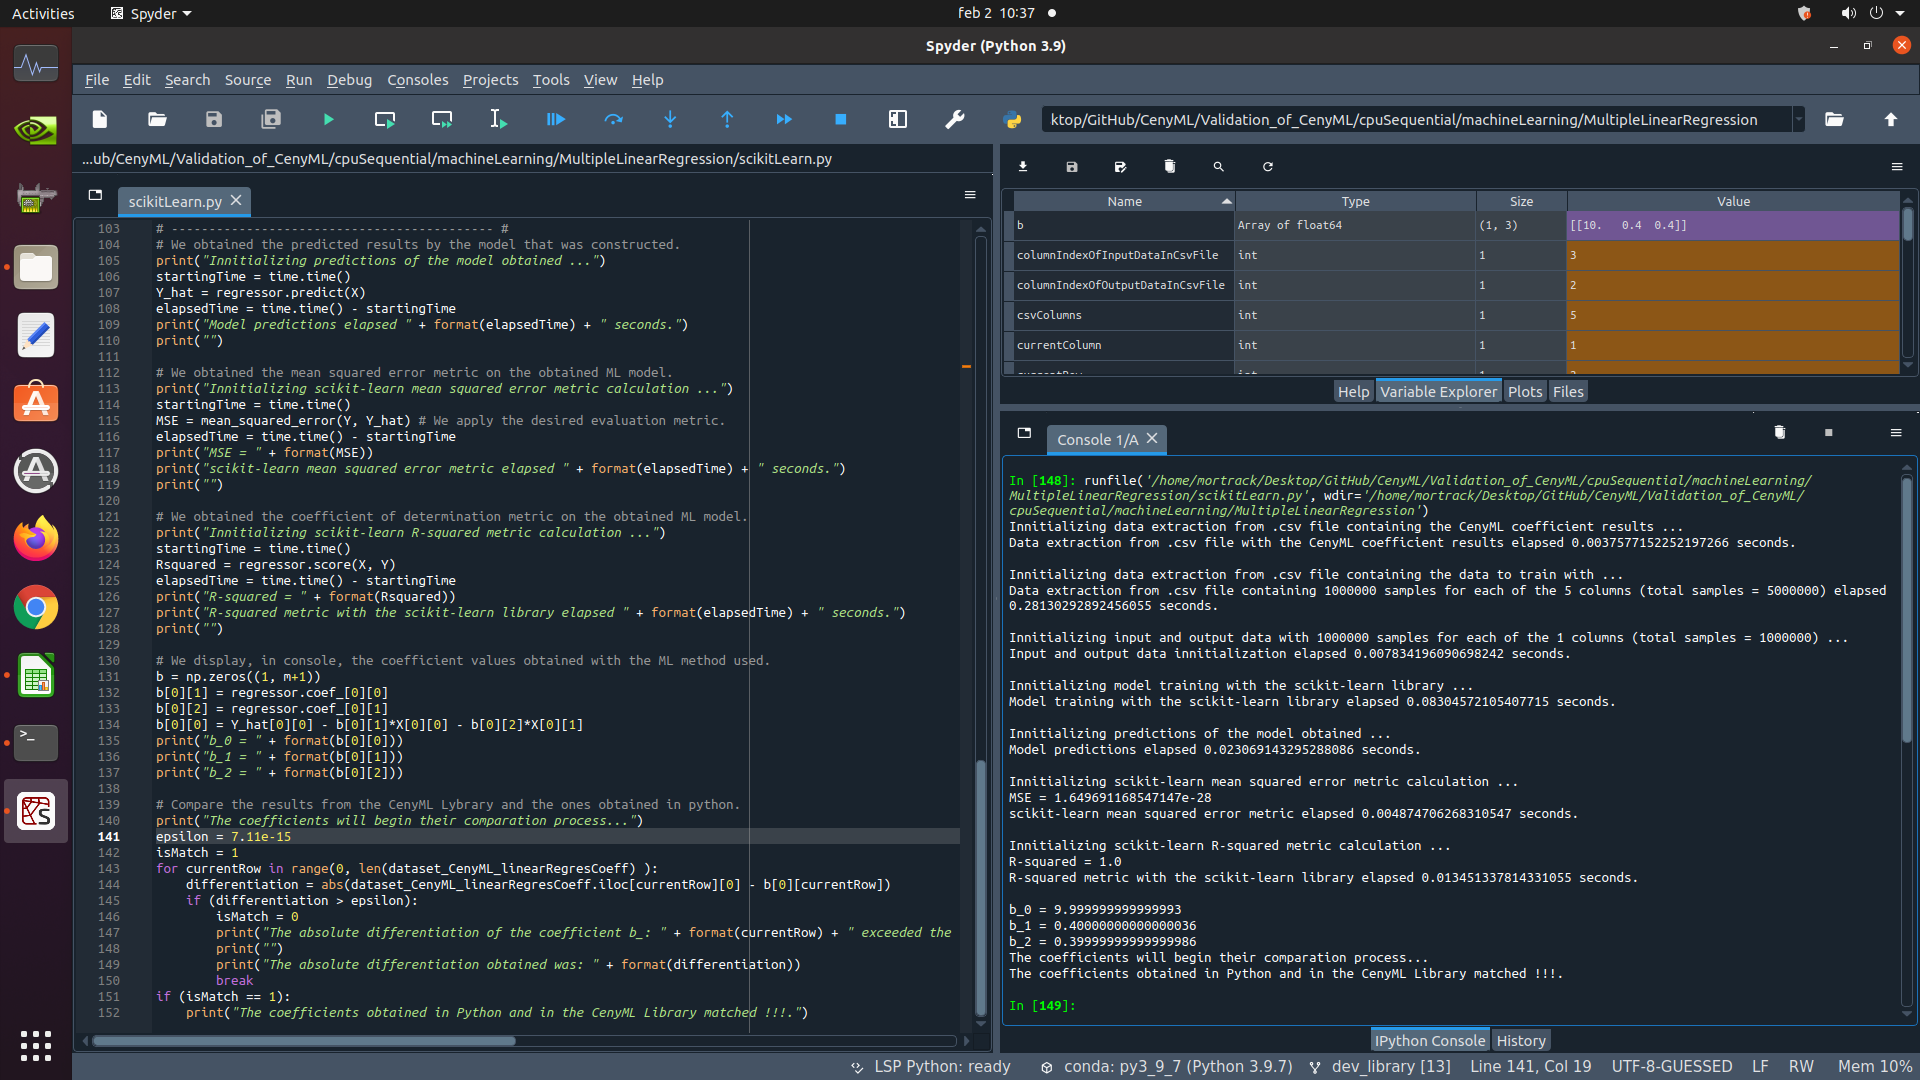 Activities
Spyder
feb 2 10:37
Spyder (Python 3.9)
File Edit Search Source Run Debug Consoles Projects Tools View Help
ktop/GitHub/CenyML/Validation_of_CenyML/cpuSequential/machineLearning/MultipleLinearRegression
...ub/CenyML/Validation_of_CenyML/cpuSequential/machineLearning/MultipleLinearRegression/scikitLearn.py
scikitLearn.py
103 # ------------------------------------------- #
104 # We obtained the predicted results by the model that was constructed.
105 print("Innitializing predictions of the model obtained ...")
106 startingTime = time.time()
107 Y_hat = regressor.predict(X)
108 elapsedTime = time.time() - startingTime
109 print("Model predictions elapsed " + format(elapsedTime) + " seconds.")
110 print("")
111
112 # We obtained the mean squared error metric on the obtained ML model.
113 print("Innitializing scikit-learn mean squared error metric calculation ...")
114 startingTime = time.time()
115 MSE = mean_squared_error(Y, Y_hat) # We apply the desired evaluation metric.
116 elapsedTime = time.time() - startingTime
117 print("MSE = " + format(MSE))
118 print("scikit-learn mean squared error metric elapsed " + format(elapsedTime) + " seconds.")
119 print("")
120
121 # We obtained the coefficient of determination metric on the obtained ML model.
122 print("Innitializing scikit-learn R-squared metric calculation ...")
123 startingTime = time.time()
124 Rsquared = regressor.score(X, Y)
125 elapsedTime = time.time() - startingTime
126 print("R-squared = " + format(Rsquared))
127 print("R-squared metric with the scikit-learn library elapsed " + format(elapsedTime) + " seconds.")
128 print("")
129
130 # We display, in console, the coefficient values obtained with the ML method used.
131 b = np.zeros((1, m+1))
132 b[0][1] = regressor.coef_[0][0]
133 b[0][2] = regressor.coef_[0][1]
134 b[0][0] = Y_hat[0][0] - b[0][1]*X[0][0] - b[0][2]*X[0][1]
135 print("b_0 = " + format(b[0][0]))
136 print("b_1 = " + format(b[0][1]))
137 print("b_2 = " + format(b[0][2]))
138
139 # Compare the results from the CenyML Lybrary and the ones obtained in python.
140 print("The coefficients will begin their comparation process...")
141 epsilon = 7.11e-15
142 isMatch = 1
143 for currentRow in range(0, len(dataset_CenyML_linearRegresCoeff) ):
144 differentiation = abs(dataset_CenyML_linearRegresCoeff.iloc[currentRow][0] - b[0][currentRow])
145 if (differentiation > epsilon):
146 isMatch = 0
147 print("The absolute differentiation of the coefficient b_: " + format(currentRow) + " exceeded the
148 print("")
149 print("The absolute differentiation obtained was: " + format(differentiation))
150 break
151 if (isMatch == 1):
152 print("The coefficients obtained in Python and in the CenyML Library matched !!!.")
Name Type Size Value
b Array of float64 (1, 3) [[10. 0.4 0.4]]
columnIndexOfInputDataInCsvFile int 1 3
columnIndexOfOutputDataInCsvFile int 1 2
csvColumns int 1 5
currentColumn int 1 1
Help Variable Explorer Plots Files
Console 1/A
In [148]: runfile('/home/mortrack/Desktop/GitHub/CenyML/Validation_of_CenyML/cpuSequential/machineLearning/
MultipleLinearRegression/scikitLearn.py', wdir='/home/mortrack/Desktop/GitHub/CenyML/Validation_of_CenyML/
cpuSequential/machineLearning/MultipleLinearRegression')
Innitializing data extraction from .csv file containing the CenyML coefficient results ...
Data extraction from .csv file with the CenyML coefficient results elapsed 0.0037577152252197266 seconds.
Innitializing data extraction from .csv file containing the data to train with ...
Data extraction from .csv file containing 1000000 samples for each of the 5 columns (total samples = 5000000) elapsed
0.28130292892456055 seconds.
Innitializing input and output data with 1000000 samples for each of the 1 columns (total samples = 1000000) ...
Input and output data innitialization elapsed 0.007834196090698242 seconds.
Innitializing model training with the scikit-learn library ...
Model training with the scikit-learn library elapsed 0.08304572105407715 seconds.
Innitializing predictions of the model obtained ...
Model predictions elapsed 0.023069143295288086 seconds.
Innitializing scikit-learn mean squared error metric calculation ...
MSE = 1.649691168547147e-28
scikit-learn mean squared error metric elapsed 0.004874706268310547 seconds.
Innitializing scikit-learn R-squared metric calculation ...
R-squared = 1.0
R-squared metric with the scikit-learn library elapsed 0.013451337814331055 seconds.
b_0 = 9.999999999999993
b_1 = 0.40000000000000036
b_2 = 0.39999999999999986
The coefficients will begin their comparation process...
The coefficients obtained in Python and in the CenyML Library matched !!!.
In [149]:
IPython Console History
LSP Python: ready conda: py3_9_7 (Python 3.9.7) dev_library [13] Line 141, Col 19 UTF-8-GUESSED LF RW Mem 10%